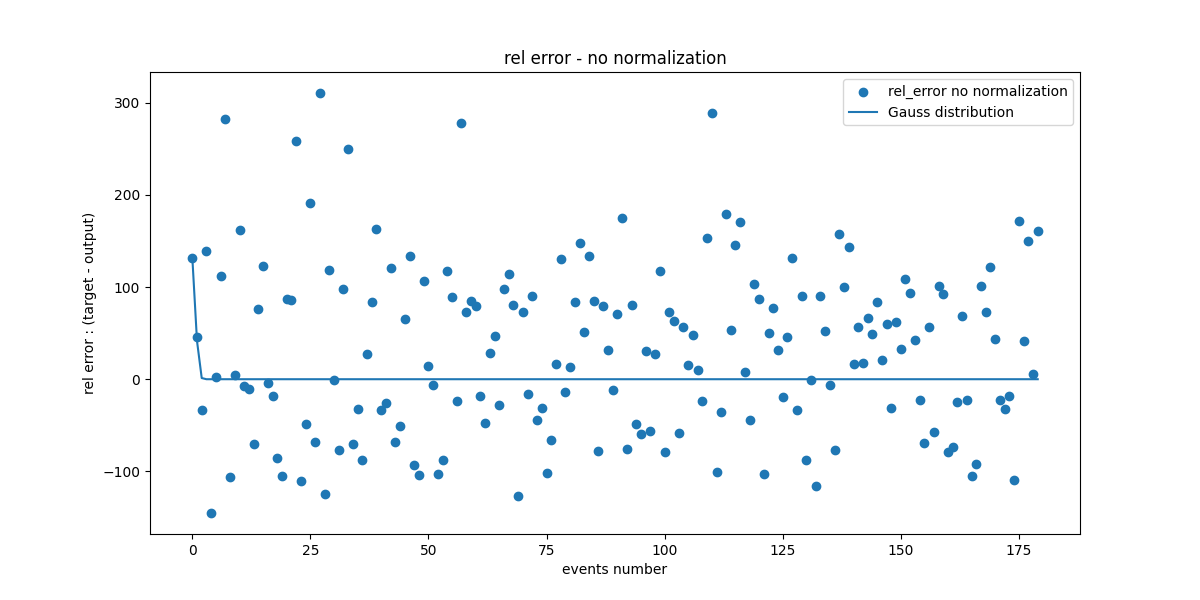 rel error - no normalization
rel_error no normalization
Gauss distribution
rel error : (target - output)
300
200
100
0
−100
0
25
50
75
100
125
150
175
events number